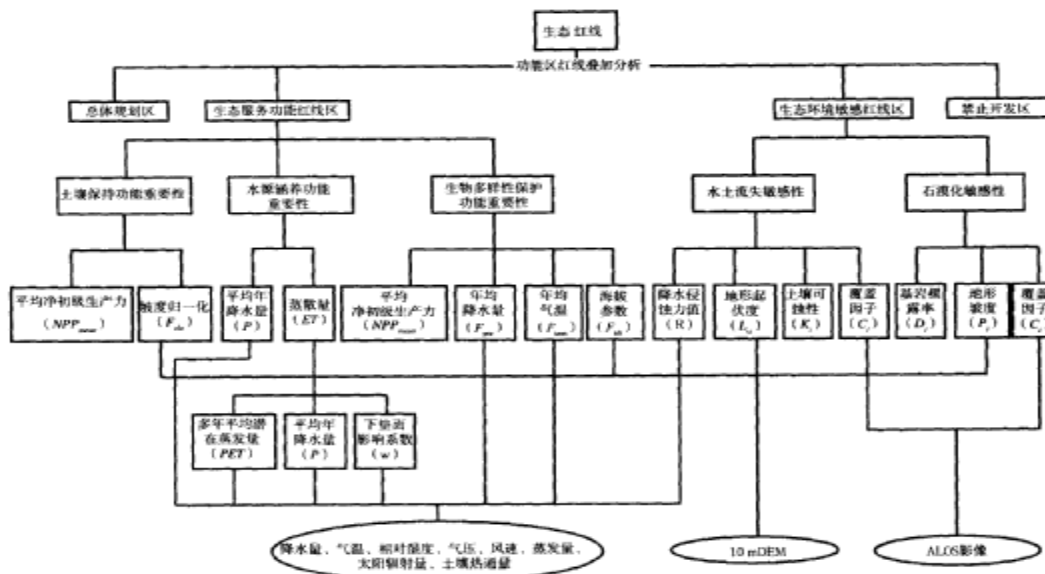 生态红线
功能区红线叠加分析
总体规划区
生态服务功能红线区
生态环境敏感红线区
禁止开发区
土壤保持功能重要性
水源涵养功能
重要性
生物多样性保护
功能重要性
水土流失敏感性
石漠化敏感性
平均净初级生产力
(NPPmean)
坡度归一化
(Fslo)
平均年
降水量
(P)
蒸散量
(ET)
平均
净初级生产力
(NPPmean)
年均
降水量
(Fpre)
年均
气温
(Ftem)
海拔
参数
(Falt)
降水侵
蚀力值
(R)
地形起
伏度
土壤可
蚀性
覆盖
因子
基岩裸
露率
地形
坡度
覆盖
因子
多年平均潜
在蒸发量
(PET)
平均年
降水量
(P)
下垫面
影响系数
(w)
降水量、气温、相对湿度、气压、风速、蒸发量、
太阳辐射量、土壤热通量
10 mDEM
ALOS影像